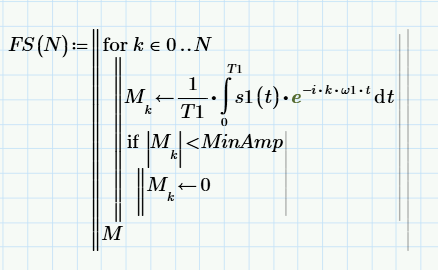 FS(N):= for k ∈ 0..N
M_k ← 1/T1 · ∫_0^T1 s1(t) · e^(−i·k·ω1·t) dt
if |M_k| < MinAmp
M_k ← 0
M